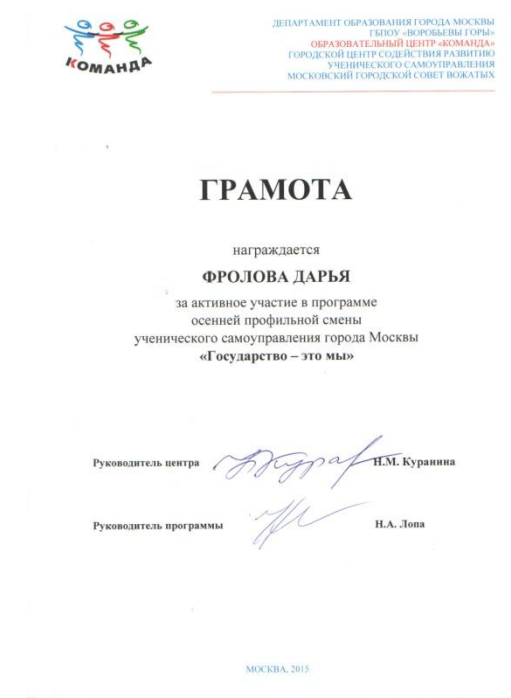 КОМАНДА
ДЕПАРТАМЕНТ ОБРАЗОВАНИЯ ГОРОДА МОСКВЫ
ГБПОУ «ВОРОБЬЕВЫ ГОРЫ»
ОБРАЗОВАТЕЛЬНЫЙ ЦЕНТР «КОМАНДА»
ГОРОДСКОЙ ЦЕНТР СОДЕЙСТВИЯ РАЗВИТИЮ
УЧЕНИЧЕСКОГО САМОУПРАВЛЕНИЯ
МОСКОВСКИЙ ГОРОДСКОЙ СОВЕТ ВОЖАТЫХ
ГРАМОТА
награждается
ФРОЛОВА ДАРЬЯ
за активное участие в программе
осенней профильной смены
ученического самоуправления города Москвы
«Государство – это мы»
Руководитель центра Н.М. Куранина
Руководитель программы Н.А. Лопа
МОСКВА, 2015